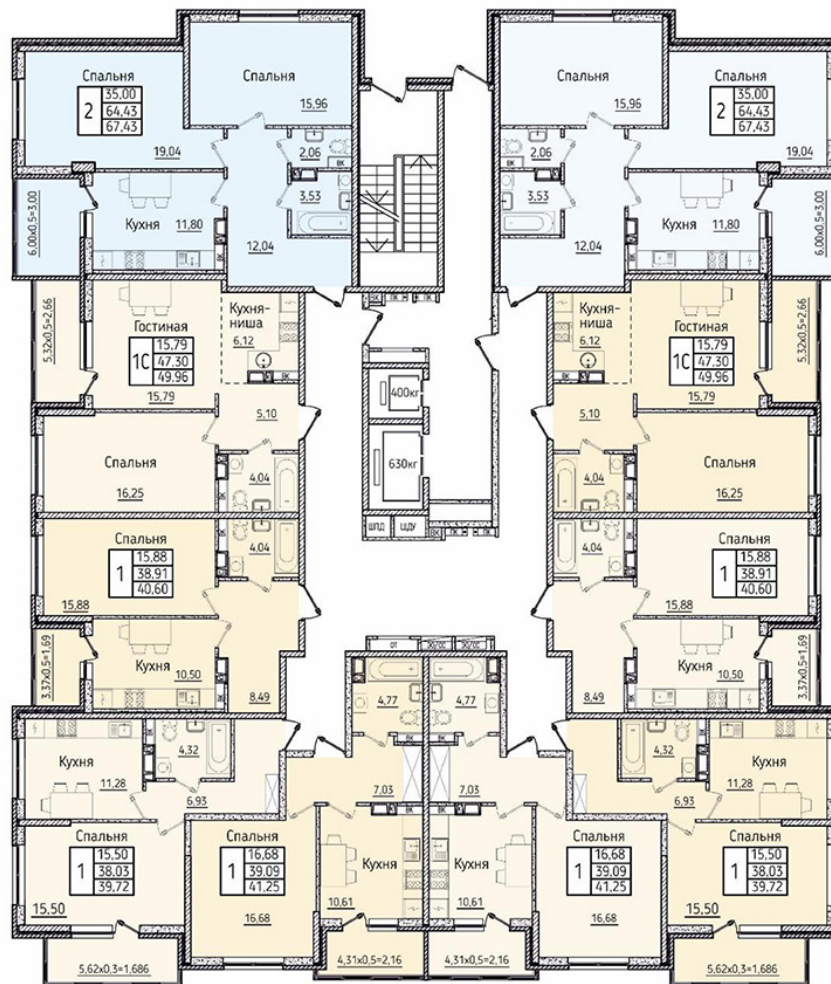 Спальня
15,96
Спальня
2
35,00
64,43
67,43
19,04
2,06
ВК
3,53
Кухня
11,80
12,04
6,00х0,5=3,00
Спальня
15,96
Спальня
2
35,00
64,43
67,43
19,04
2,06
ВК
3,53
Кухня
11,80
12,04
6,00х0,5=3,00
5,32х0,5=2,66
Гостиная
1С
15,79
47,30
49,96
15,79
Кухня-
ниша
6,12
ВК
5,10
Спальня
16,25
4,04
400кг
630кг
ШПД
ЦДУ
Кухня-
ниша
6,12
Гостиная
1С
15,79
47,30
49,96
15,79
5,32х0,5=2,66
ВК
5,10
4,04
Спальня
16,25
Спальня
1
15,88
38,91
40,60
15,88
4,04
Кухня
10,50
8,49
3,37х0,5=1,69
4,04
Спальня
1
15,88
38,91
40,60
15,88
Кухня
10,50
8,49
3,37х0,5=1,69
ОТ
4,77
ВК
4,77
ВК
Кухня
11,28
4,32
6,93
7,03
7,03
4,32
6,93
Кухня
11,28
Спальня
1
15,50
38,03
39,72
15,50
Спальня
1
16,68
39,09
41,25
16,68
Кухня
10,61
Кухня
10,61
Спальня
1
16,68
39,09
41,25
16,68
Спальня
1
15,50
38,03
39,72
15,50
5,62х0,3=1,686
4,31х0,5=2,16
4,31х0,5=2,16
5,62х0,3=1,686